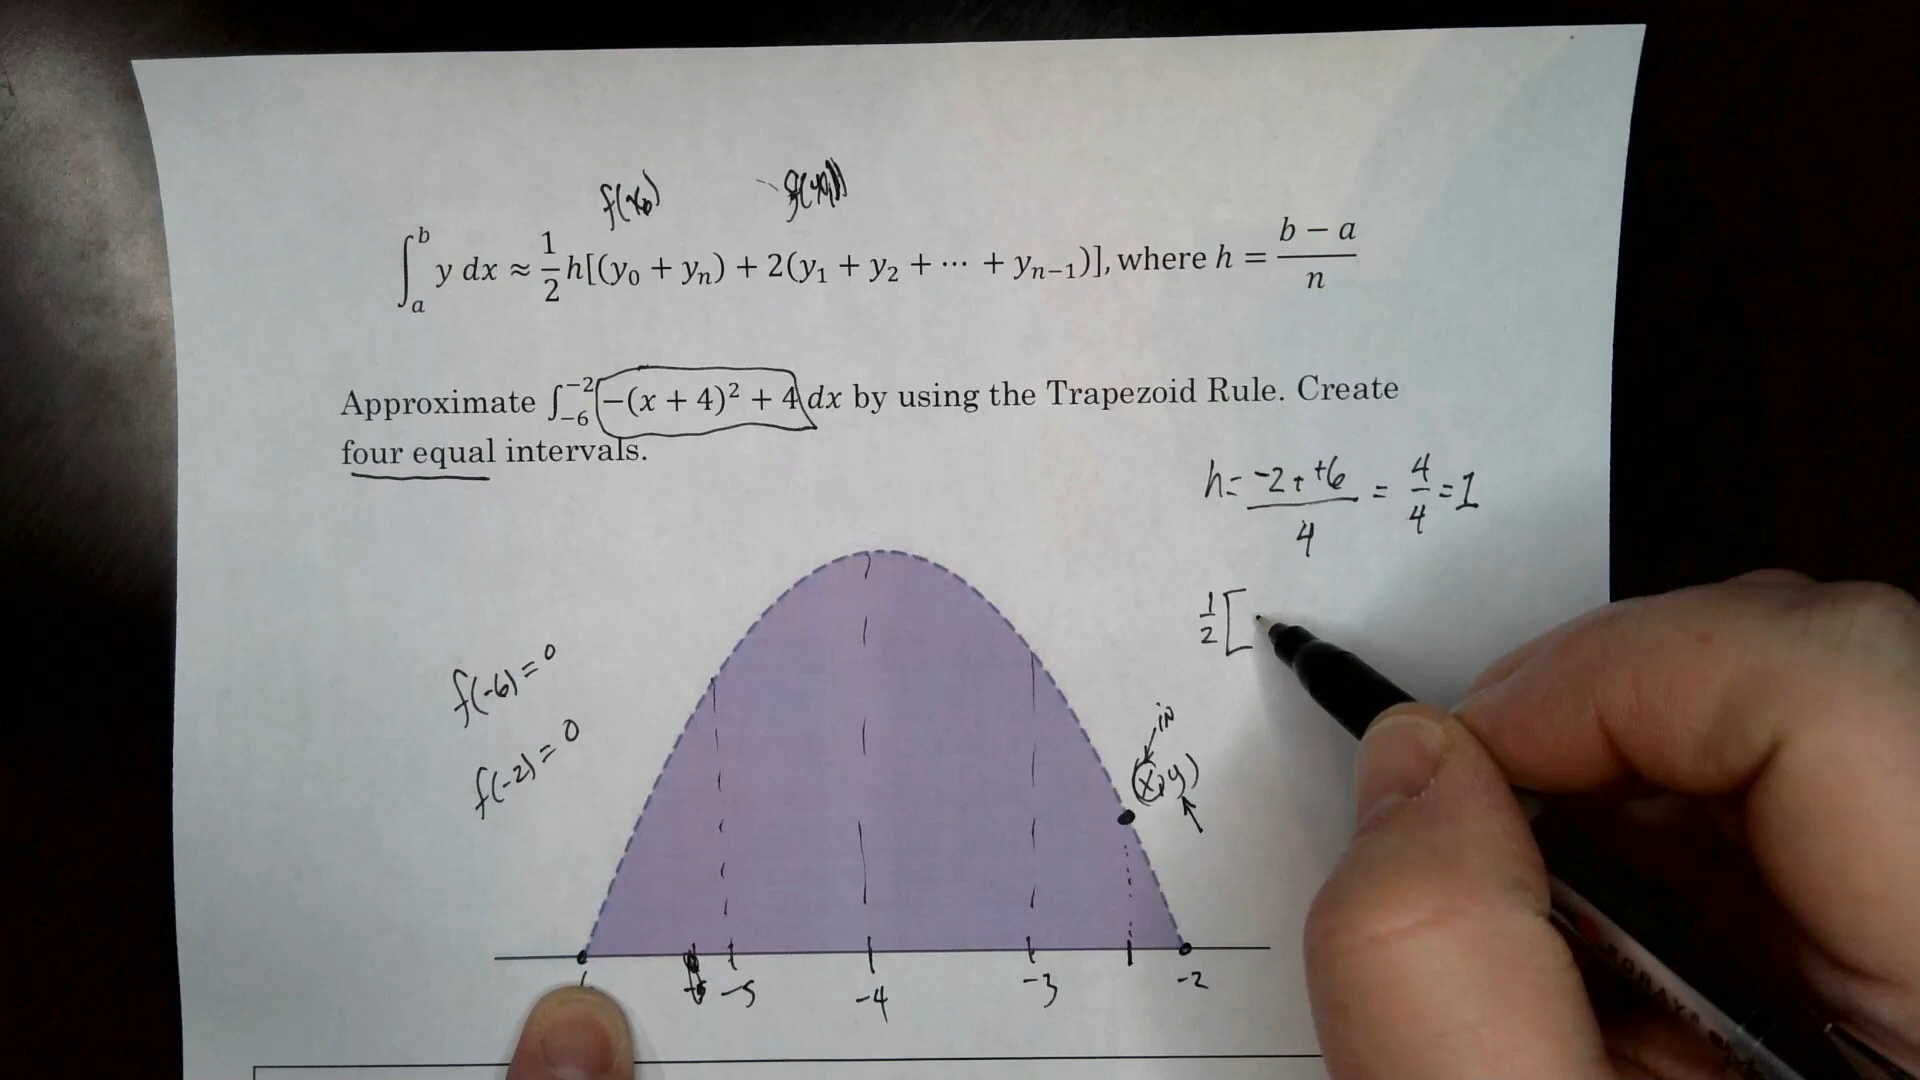 f(x₀) g(x₁)
∫ₐᵇ y dx ≈ 1/2 h[(y₀ + yₙ) + 2(y₁ + y₂ + ⋯ + yₙ₋₁)], where h = (b − a)/n
Approximate ∫₋₆⁻² −(x + 4)² + 4 dx by using the Trapezoid Rule. Create
four equal intervals.
h = (-2 + +6)/4 = 4/4 = 1
1/2 [
f(-6) = 0
f(-2) = 0
IN
(x,y)
-5 -4 -3 -2